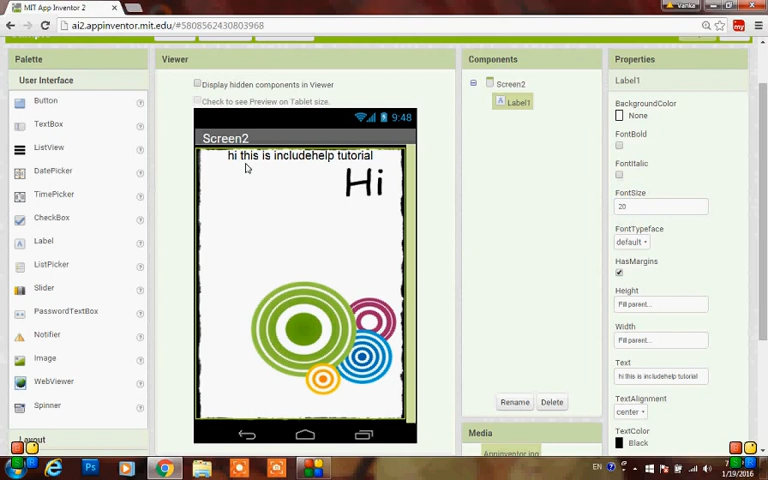 MIT App Inventor 2
Vanka
ai2.appinventor.mit.edu/#5808562430803968
Palette
Viewer
Components
Properties
User Interface
Button
TextBox
ListView
DatePicker
TimePicker
CheckBox
Label
ListPicker
Slider
PasswordTextBox
Notifier
Image
WebViewer
Spinner
Layout
Display hidden components in Viewer
Check to see Preview on Tablet size.
9:48
Screen2
hi this is includehelp tutorial
Hi
Screen2
Label1
Rename
Delete
Media
Appinventor.jpg
Label1
BackgroundColor
None
FontBold
FontItalic
FontSize
20
FontTypeface
default
HasMargins
Height
Fill parent...
Width
Fill parent...
Text
hi this is includehelp tutorial
TextAlignment
center
TextColor
Black
EN
1/19/2016